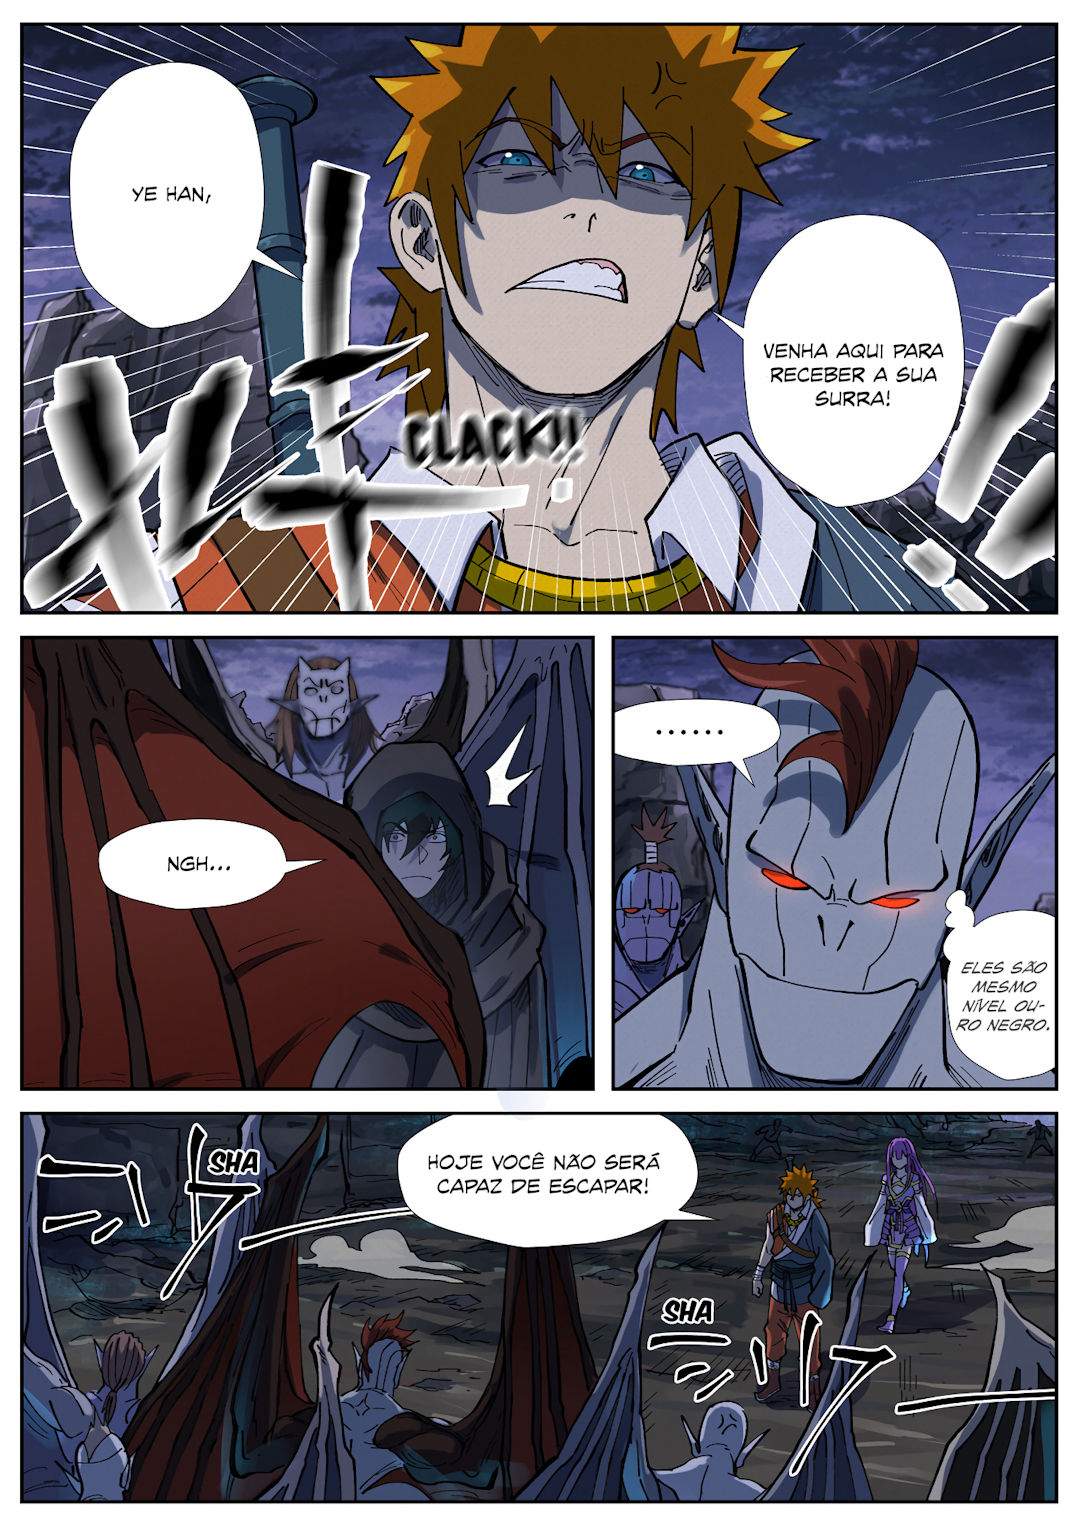 YE HAN,
VENHA AQUI PARA
RECEBER A SUA
SURRA!
CLACK!!
NGH...
......
ELES SÃO
MESMO
NÍVEL OU-
RO NEGRO.
HOJE VOCÊ NÃO SERÁ
CAPAZ DE ESCAPAR!
SHA
SHA